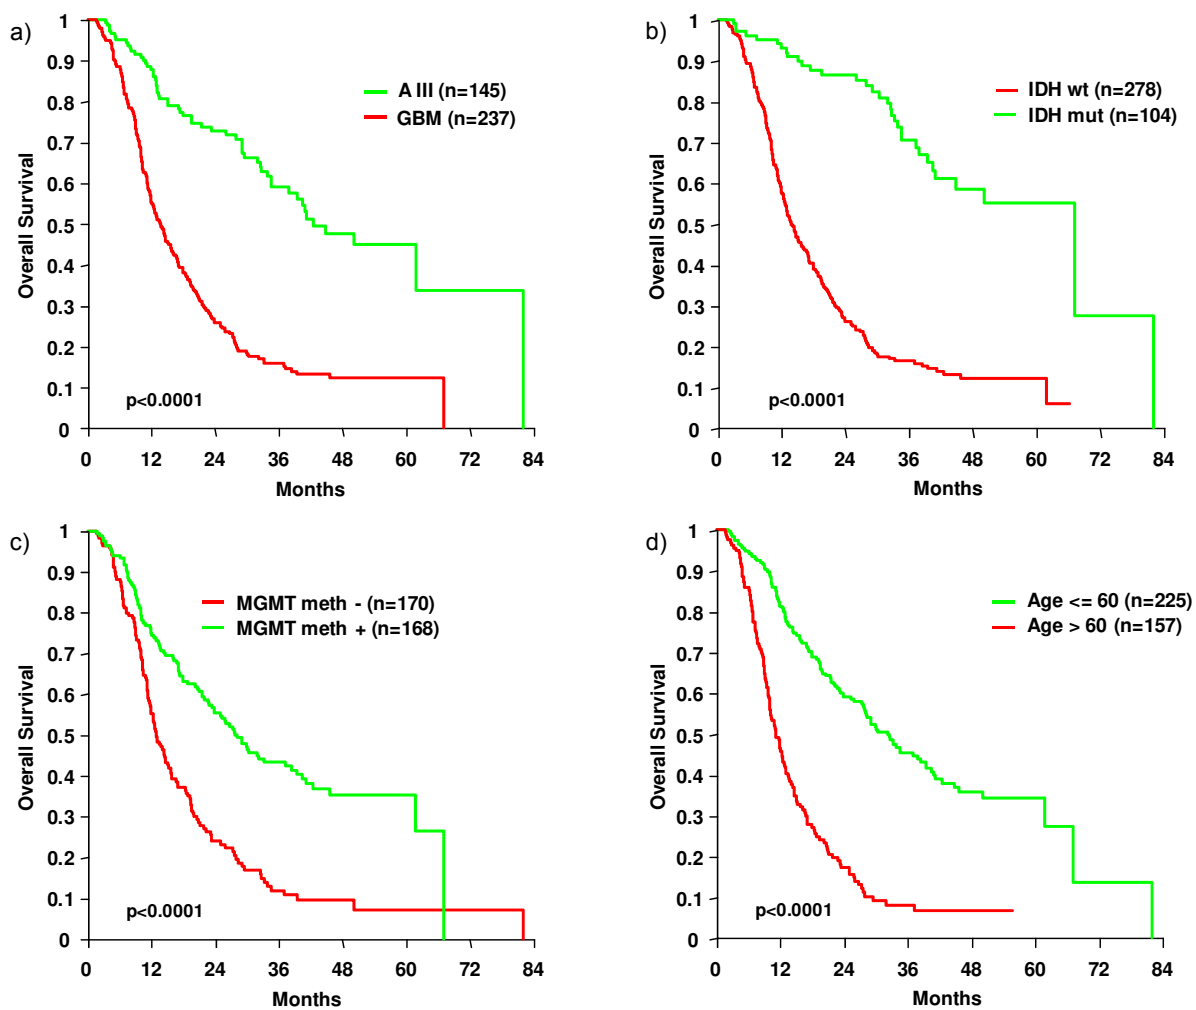 a)
1
0.9
0.8
0.7
0.6
0.5
0.4
0.3
0.2
0.1
0
Overall Survival
A III (n=145)
GBM (n=237)
p<0.0001
0 12 24 36 48 60 72 84
Months
b)
1
0.9
0.8
0.7
0.6
0.5
0.4
0.3
0.2
0.1
0
Overall Survival
IDH wt (n=278)
IDH mut (n=104)
p<0.0001
0 12 24 36 48 60 72 84
Months
c)
1
0.9
0.8
0.7
0.6
0.5
0.4
0.3
0.2
0.1
0
Overall Survival
MGMT meth - (n=170)
MGMT meth + (n=168)
p<0.0001
0 12 24 36 48 60 72 84
Months
d)
1
0.9
0.8
0.7
0.6
0.5
0.4
0.3
0.2
0.1
0
Overall Survival
Age <= 60 (n=225)
Age > 60 (n=157)
p<0.0001
0 12 24 36 48 60 72 84
Months